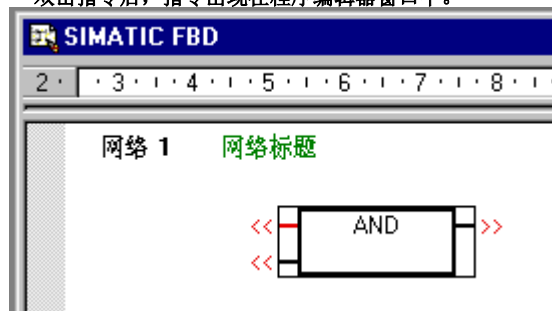 双击指令后，指令出现在程序编辑器窗口中。
SIMATIC FBD
2 · · 3 · ı · 4 · ı · 5 · ı · 6 · ı · 7 · ı · 8 · ı
网络 1 网络标题
<< AND >>
<<